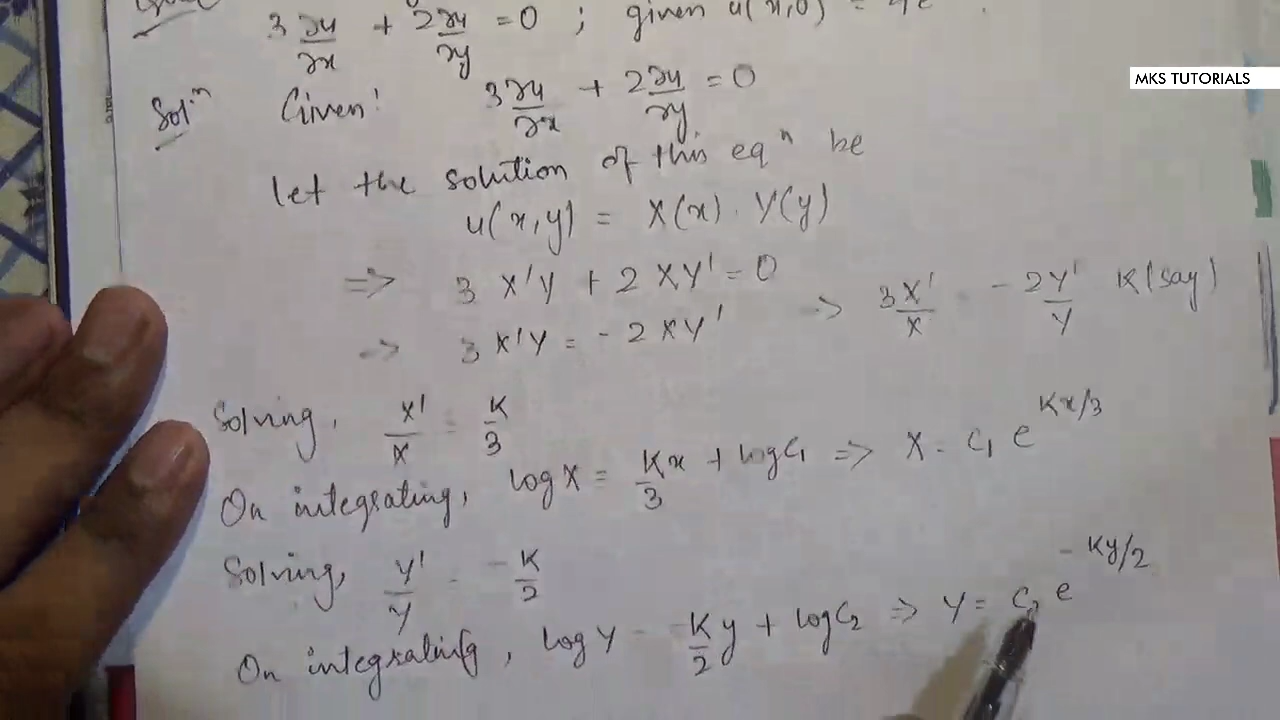 3 ∂u/∂x + 2 ∂u/∂y = 0 ; given u(x,0) =
MKS TUTORIALS
Solⁿ Given: 3 ∂u/∂x + 2 ∂u/∂y = 0
let the solution of this eqⁿ be
u(x,y) = X(x) . Y(y)
=> 3 X'Y + 2 XY' = 0
=> 3 X'Y = - 2 XY' => 3X'/X = - 2Y'/Y K(say)
Solving, X'/X = K/3
On integrating, log X = Kx/3 + log C₁ => X = C₁ e^(Kx/3)
Solving, Y'/Y = - K/2
On integrating, log Y - K/2 y + log C₂ => Y = C₂ e^(-Ky/2)